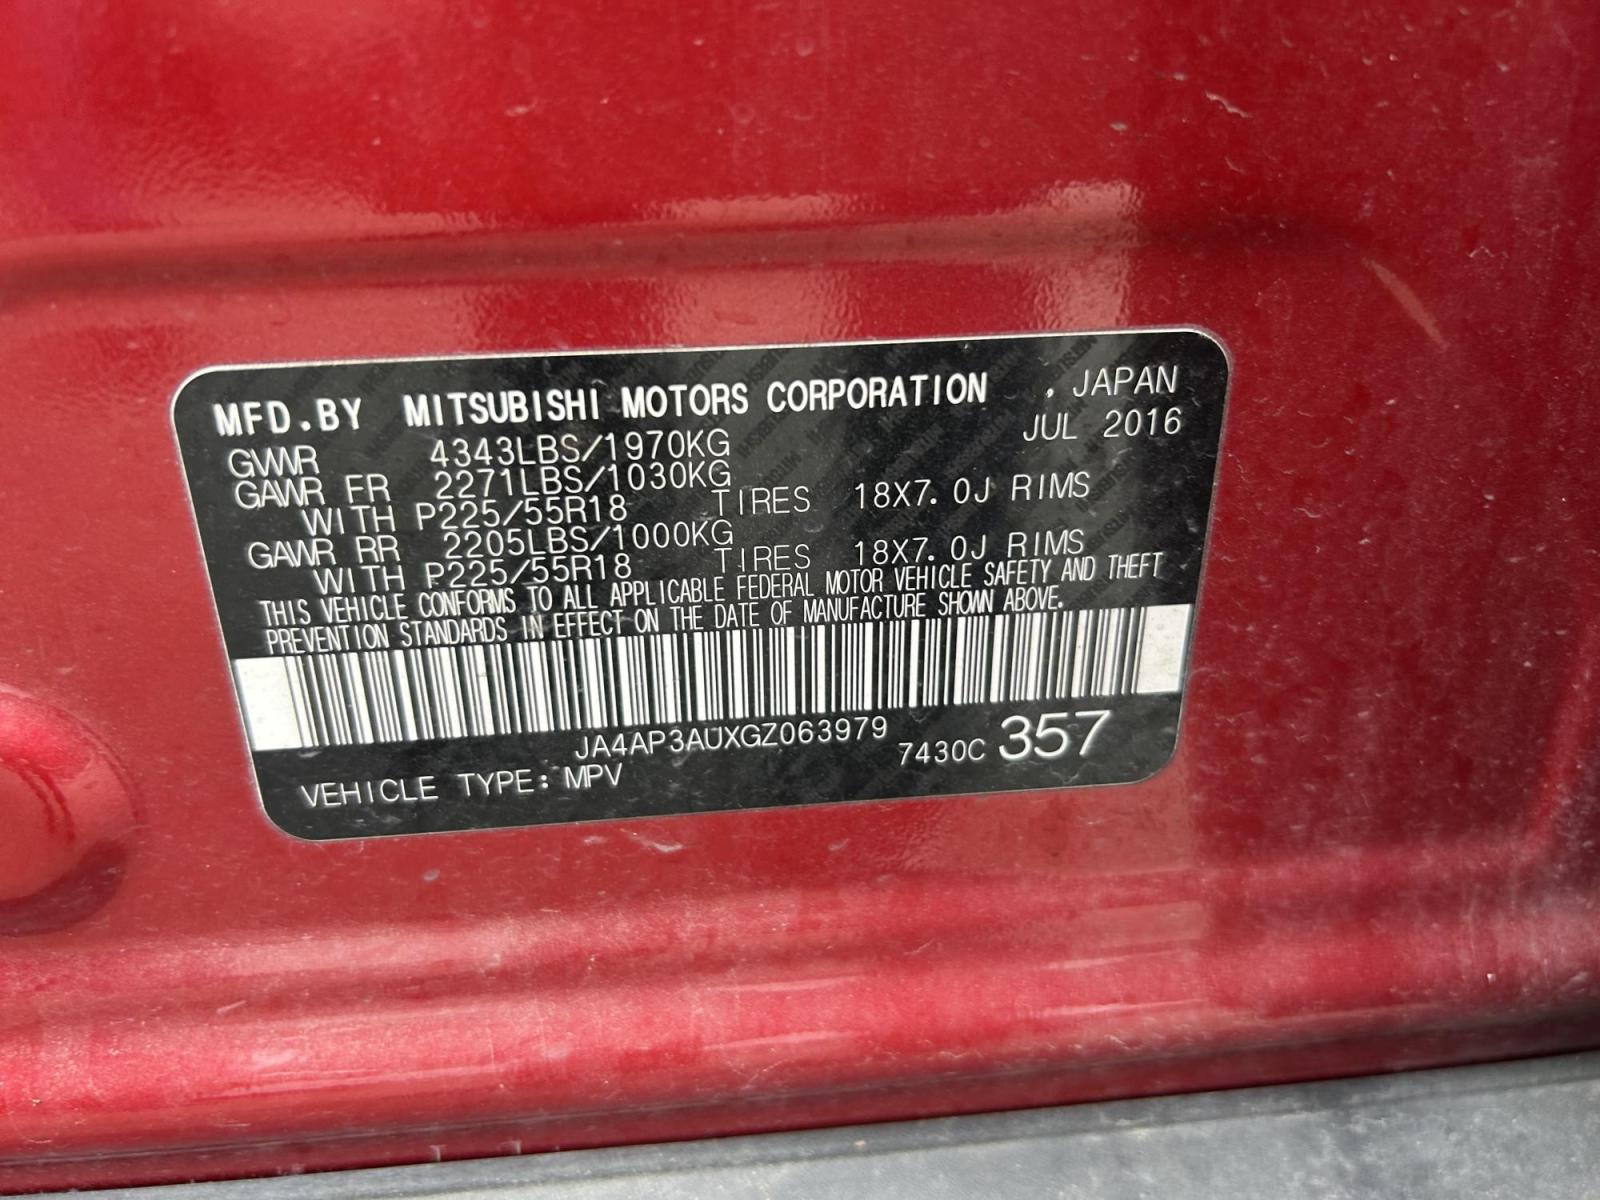 MFD.BY MITSUBISHI MOTORS CORPORATION , JAPAN
JUL 2016
GVWR 4343LBS/1970KG
GAWR FR 2271LBS/1030KG
WITH P225/55R18 TIRES 18X7.0J RIMS
GAWR RR 2205LBS/1000KG
WITH P225/55R18 TIRES 18X7.0J RIMS
THIS VEHICLE CONFORMS TO ALL APPLICABLE FEDERAL MOTOR VEHICLE SAFETY AND THEFT
PREVENTION STANDARDS IN EFFECT ON THE DATE OF MANUFACTURE SHOWN ABOVE.
JA4AP3AUXGZ063979
7430C 357
VEHICLE TYPE: MPV